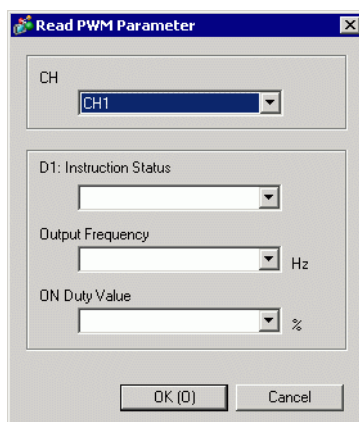 Read PWM Parameter
CH
CH1
D1: Instruction Status
Output Frequency
Hz
ON Duty Value
%
OK (O)
Cancel